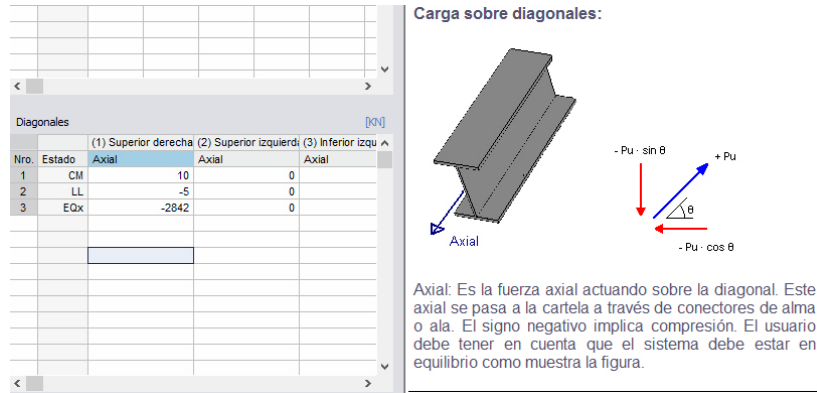 Carga sobre diagonales:
Diagonales [KN]
(1) Superior derecha (2) Superior izquierda (3) Inferior izqu
Nro. Estado Axial Axial Axial
1 CM 10 0
2 LL -5 0
3 EQx -2842 0
- Pu · sin θ
+ Pu
θ
- Pu · cos θ
Axial
Axial: Es la fuerza axial actuando sobre la diagonal. Este
axial se pasa a la cartela a través de conectores de alma
o ala. El signo negativo implica compresión. El usuario
debe tener en cuenta que el sistema debe estar en
equilibrio como muestra la figura.